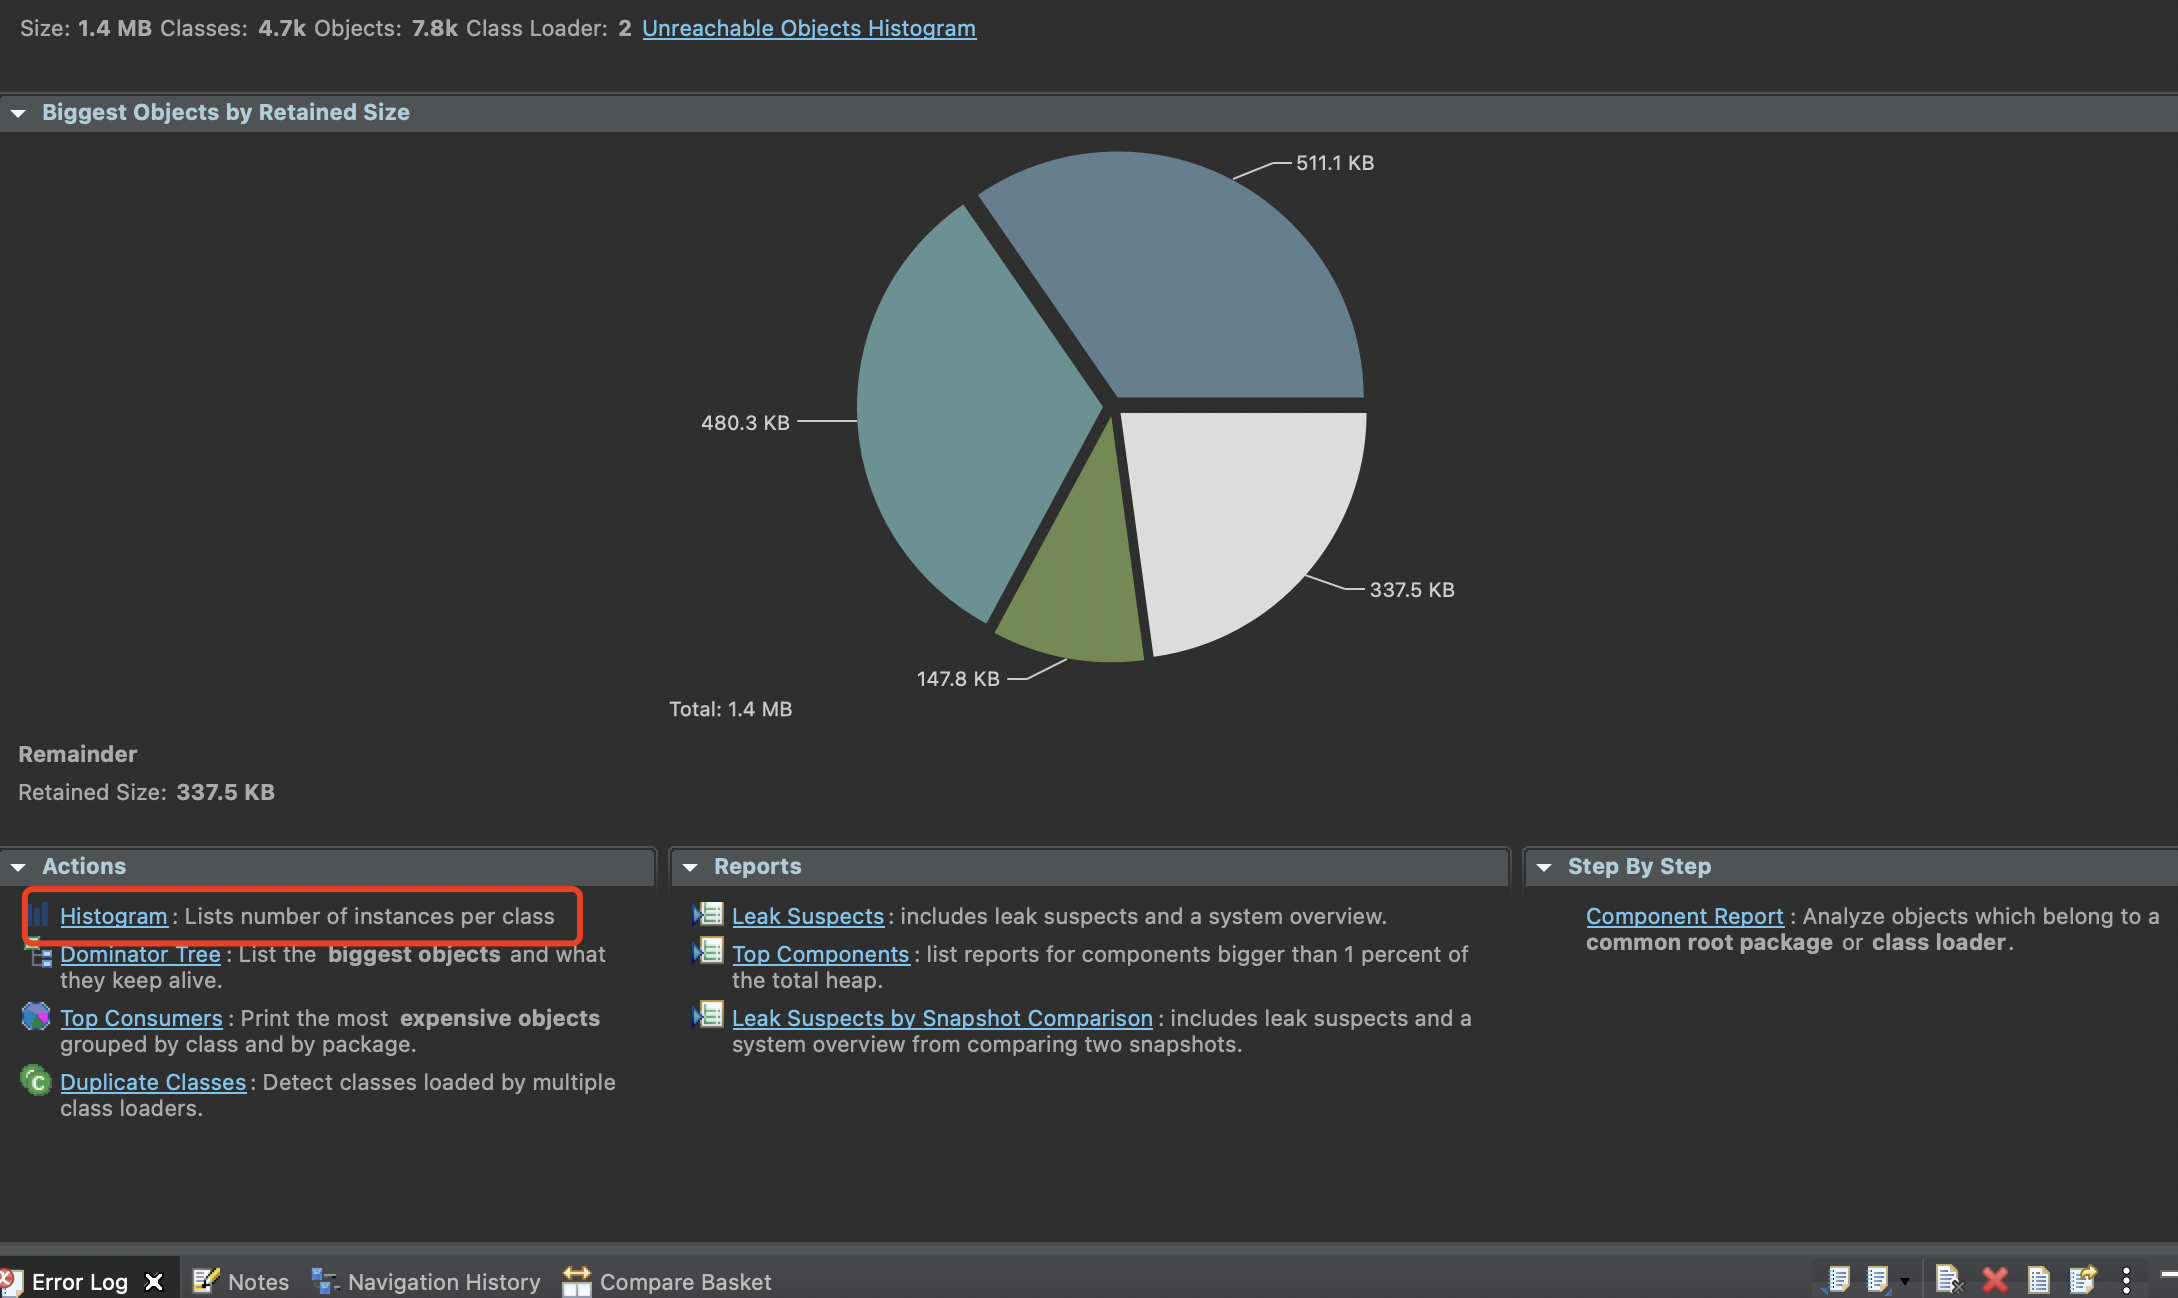 Size: 1.4 MB Classes: 4.7k Objects: 7.8k Class Loader: 2 Unreachable Objects Histogram
Biggest Objects by Retained Size
511.1 KB
480.3 KB
337.5 KB
147.8 KB
Total: 1.4 MB
Remainder
Retained Size: 337.5 KB
Actions
Histogram: Lists number of instances per class
Dominator Tree: List the biggest objects and what
they keep alive.
Top Consumers: Print the most expensive objects
grouped by class and by package.
Duplicate Classes: Detect classes loaded by multiple
class loaders.
Reports
Leak Suspects: includes leak suspects and a system overview.
Top Components: list reports for components bigger than 1 percent of
the total heap.
Leak Suspects by Snapshot Comparison: includes leak suspects and a
system overview from comparing two snapshots.
Step By Step
Component Report: Analyze objects which belong to a
common root package or class loader.
Error Log Notes Navigation History Compare Basket